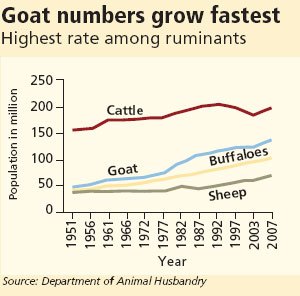 Goat numbers grow fastest
Highest rate among ruminants
Population in million
250
200
150
100
50
0
Cattle
Goat
Buffaloes
Sheep
1951
1956
1961
1966
1972
1977
1982
1987
1992
1997
2003
2007
Year
Source: Department of Animal Husbandry